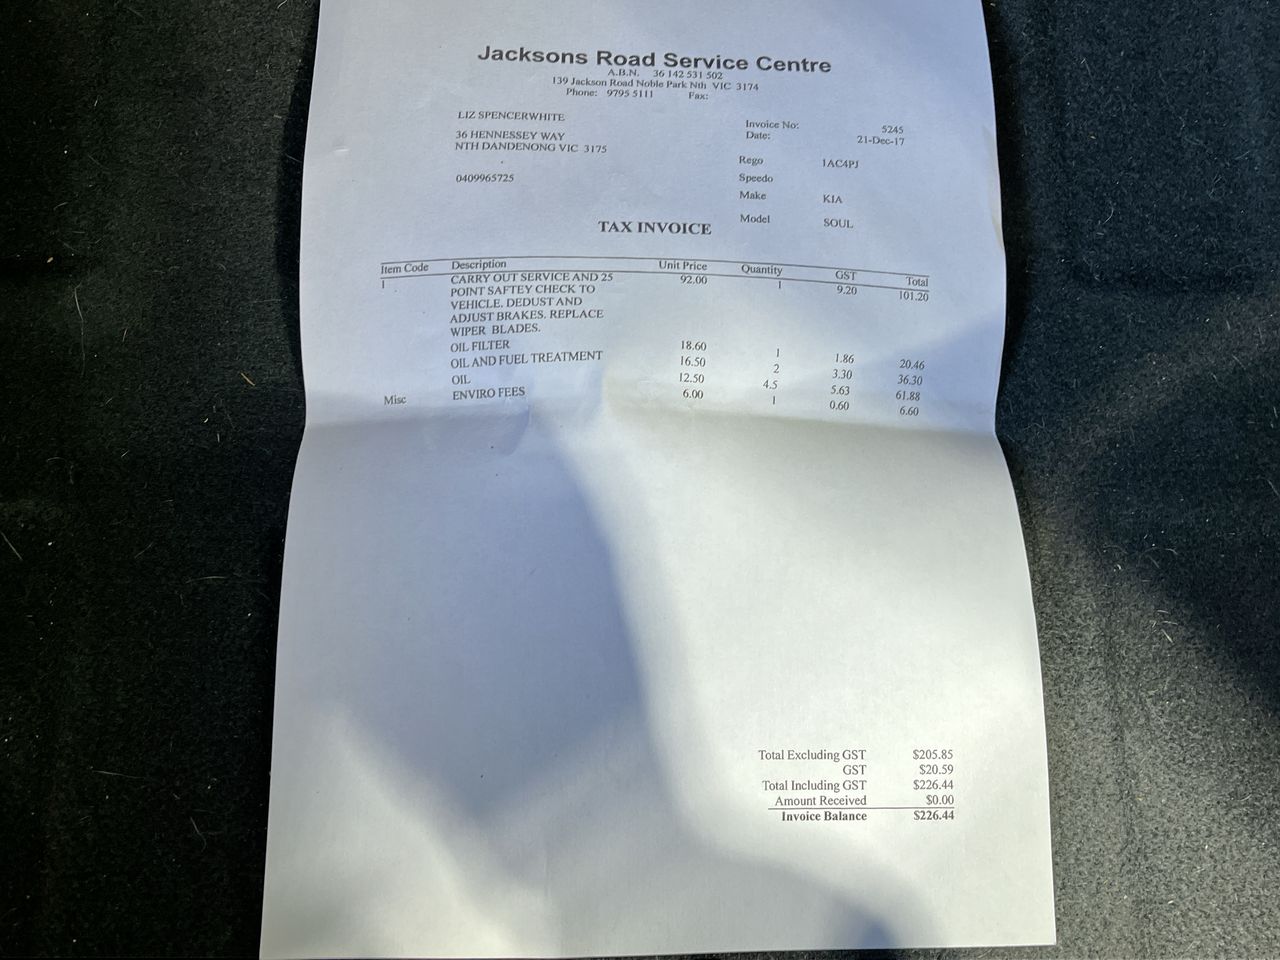 Jacksons Road Service Centre
A.B.N. 36 142 531 502
139 Jackson Road Noble Park Nth VIC 3174
Phone: 9795 5111 Fax:
LIZ SPENCERWHITE
36 HENNESSEY WAY
NTH DANDENONG VIC 3175
0409965725
Invoice No: 5245
Date: 21-Dec-17
Rego 1AC4PJ
Speedo
Make KIA
Model SOUL
TAX INVOICE
Item Code Description Unit Price Quantity GST Total
1 CARRY OUT SERVICE AND 25 92.00 1 9.20 101.20
POINT SAFTEY CHECK TO
VEHICLE. DEDUST AND
ADJUST BRAKES. REPLACE
WIPER BLADES.
OIL FILTER 18.60 1 1.86 20.46
OIL AND FUEL TREATMENT 16.50 2 3.30 36.30
OIL 12.50 4.5 5.63 61.88
Misc ENVIRO FEES 6.00 1 0.60 6.60
Total Excluding GST $205.85
GST $20.59
Total Including GST $226.44
Amount Received $0.00
Invoice Balance $226.44